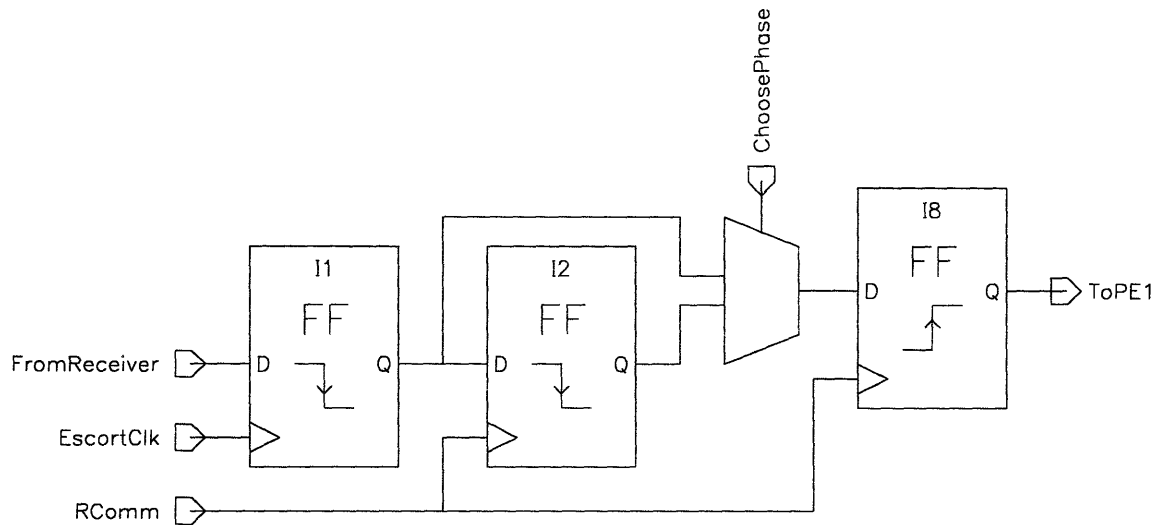 ChoosePhase
I8
FF
D
Q
ToPE1
I1
FF
D
Q
I2
FF
D
Q
FromReceiver
EscortClk
RComm